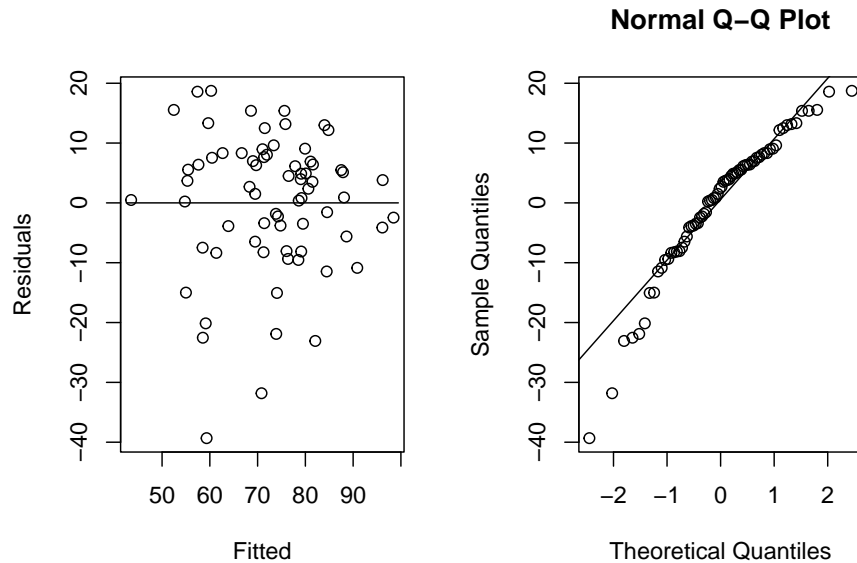 Normal Q−Q Plot
20
10
0
−10
−20
−30
−40
Residuals
50 60 70 80 90
Fitted
20
10
0
−10
−20
−30
−40
Sample Quantiles
−2 −1 0 1 2
Theoretical Quantiles